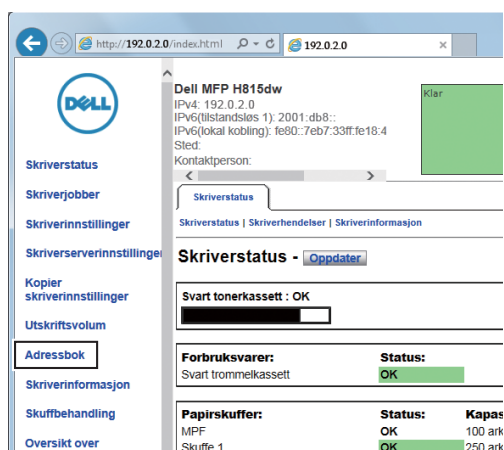 http://192.0.2.0/index.html
192.0.2.0
DELL
Dell MFP H815dw
IPv4: 192.0.2.0
IPv6(tilstandsløs 1): 2001:db8::
IPv6(lokal kobling): fe80::7eb7:33ff:fe18:4
Sted:
Kontaktperson:
Klar
Skriverstatus
Skriverjobber
Skriverinnstillinger
Skriverserverinnstillinger
Kopier
skriverinnstillinger
Utskriftsvolum
Adressbok
Skriverinformasjon
Skuffbehandling
Oversikt over
Skriverstatus
Skriverstatus | Skriverhendelser | Skriverinformasjon
Skriverstatus - Oppdater
Svart tonerkassett : OK
Forbruksvarer: Status:
Svart trommelkassett OK
Papirskuffer: Status: Kapas
MPF OK 100 ark
Skuffe 1 OK 250 ark